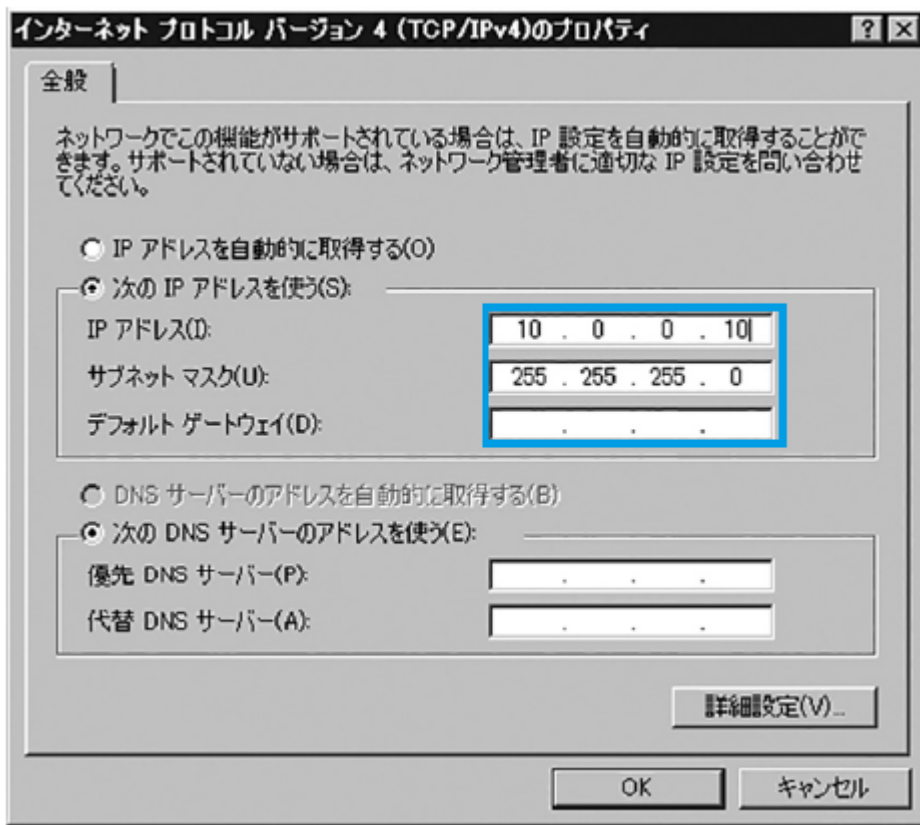 インターネット プロトコル バージョン 4 (TCP/IPv4)のプロパティ
全般
ネットワークでこの機能がサポートされている場合は、IP 設定を自動的に取得することがで
きます。サポートされていない場合は、ネットワーク管理者に適切な IP 設定を問い合わせ
てください。
IP アドレスを自動的に取得する(O)
次の IP アドレスを使う(S):
IP アドレス(I): 10 . 0 . 0 . 10
サブネット マスク(U): 255 . 255 . 255 . 0
デフォルト ゲートウェイ(D): . . .
DNS サーバーのアドレスを自動的に取得する(B)
次の DNS サーバーのアドレスを使う(E):
優先 DNS サーバー(P): . . .
代替 DNS サーバー(A): . . .
詳細設定(V)...
OK キャンセル